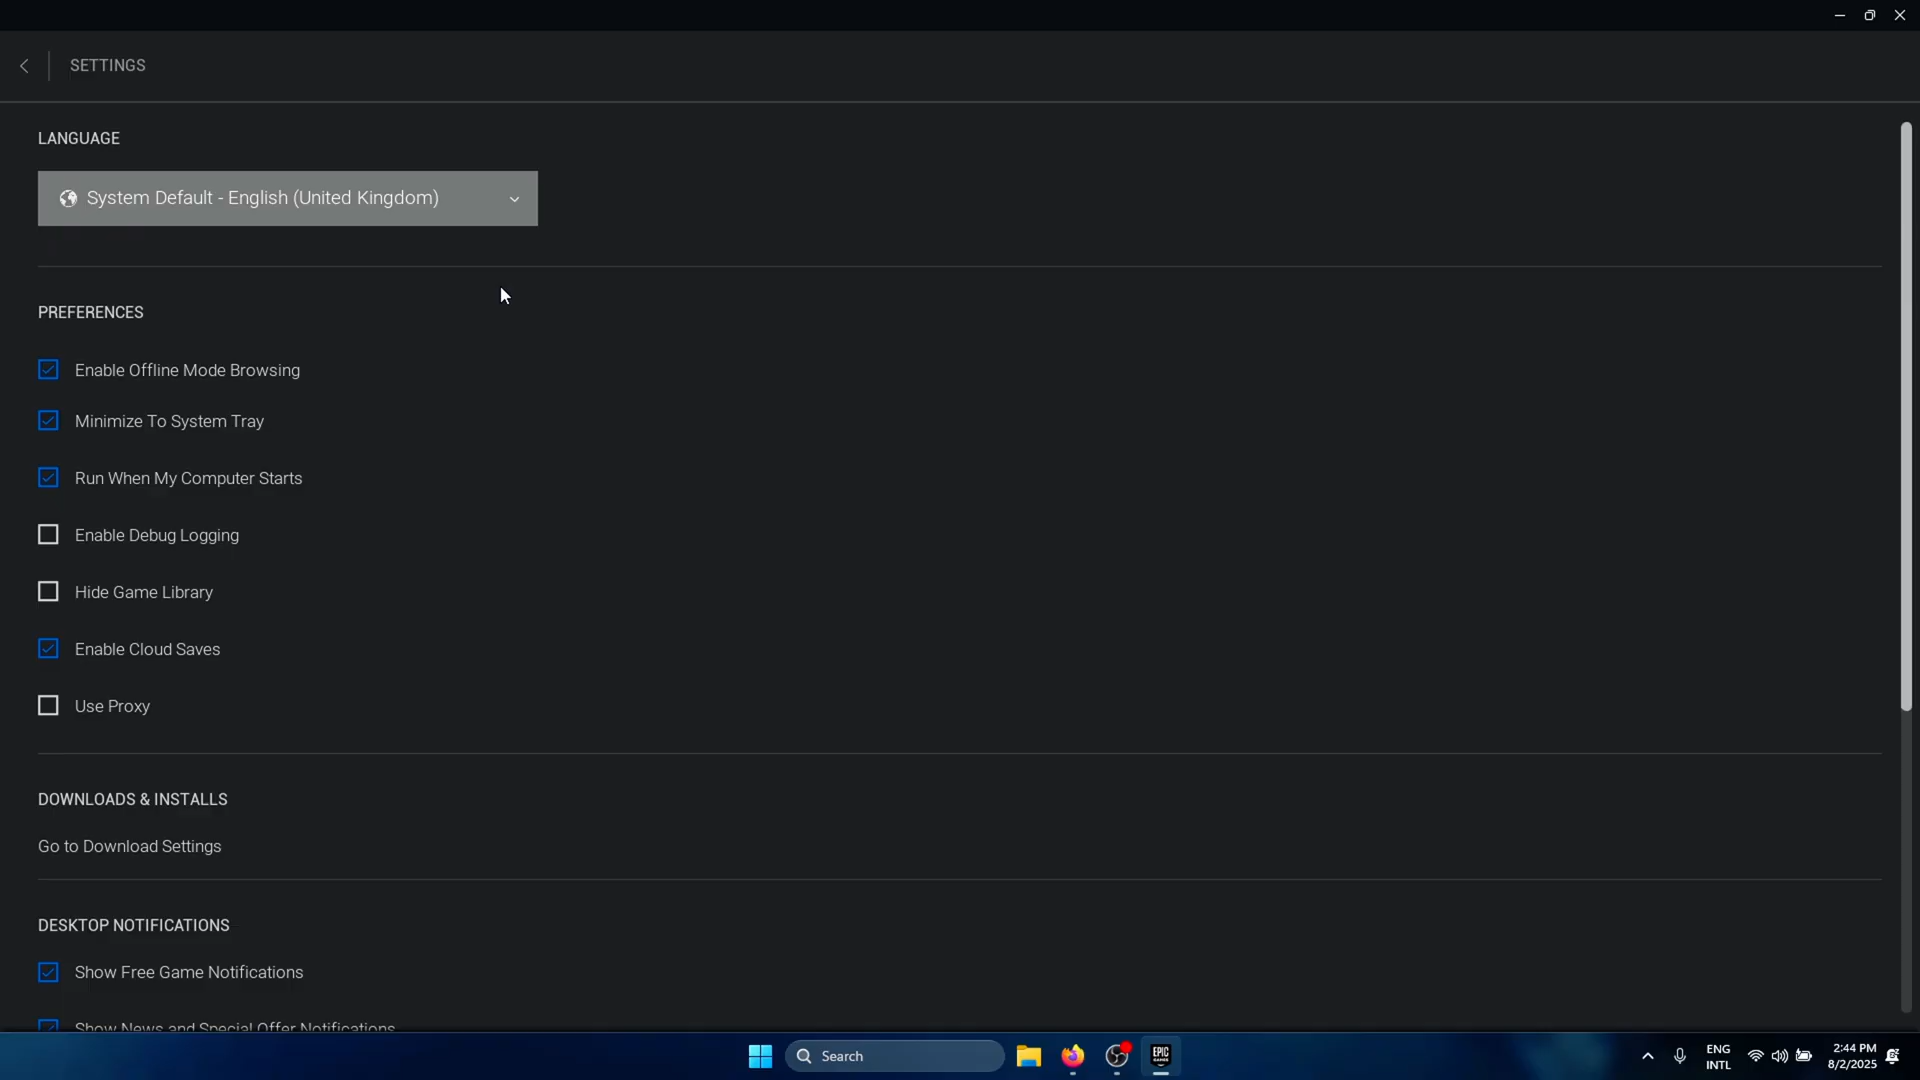 SETTINGS
LANGUAGE
System Default - English (United Kingdom)
PREFERENCES
Enable Offline Mode Browsing
Minimize To System Tray
Run When My Computer Starts
Enable Debug Logging
Hide Game Library
Enable Cloud Saves
Use Proxy
DOWNLOADS & INSTALLS
Go to Download Settings
DESKTOP NOTIFICATIONS
Show Free Game Notifications
Show News and Special Offer Notifications
Search
EPIC
GAMES
ENG
INTL
2:44 PM
8/2/2025